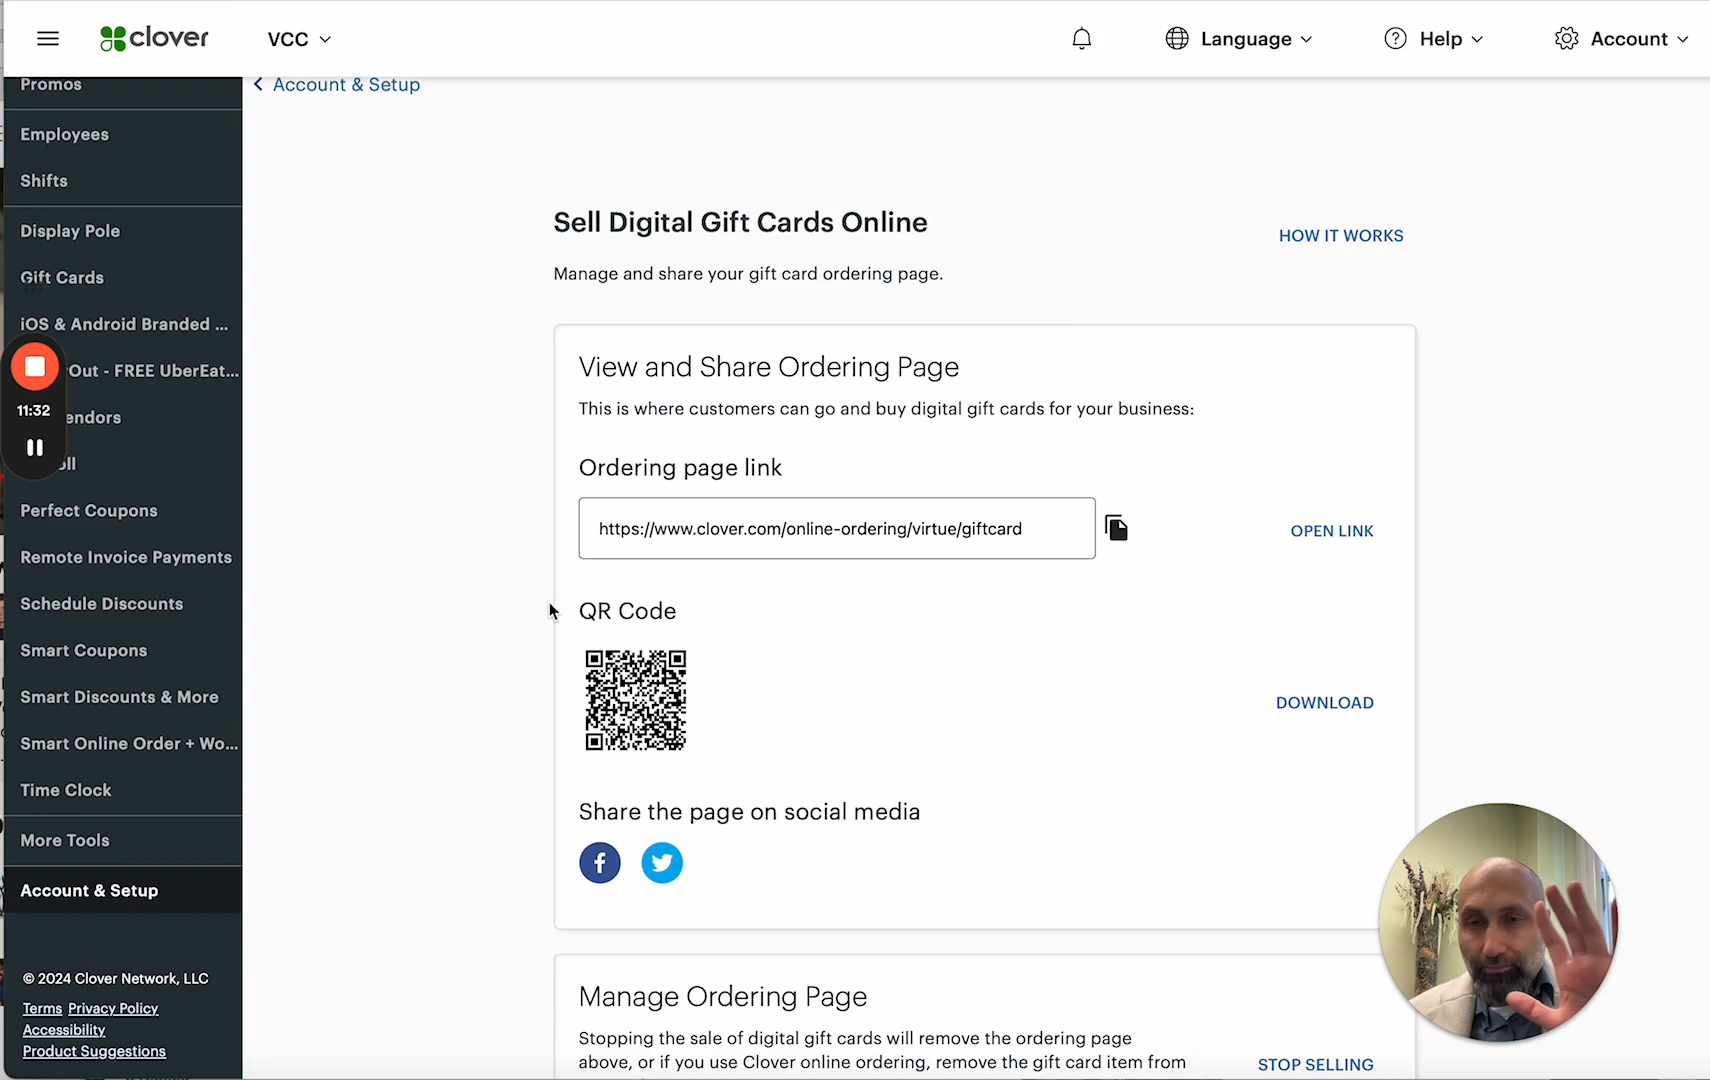 clover
VCC
Language
Help
Account
Promos
Employees
Shifts
Display Pole
Gift Cards
iOS & Android Branded ...
Out - FREE UberEat...
endors
ll
Perfect Coupons
Remote Invoice Payments
Schedule Discounts
Smart Coupons
Smart Discounts & More
Smart Online Order + Wo...
Time Clock
More Tools
Account & Setup
© 2024 Clover Network, LLC
Terms Privacy Policy
Accessibility
Product Suggestions
11:32
Account & Setup
Sell Digital Gift Cards Online
HOW IT WORKS
Manage and share your gift card ordering page.
View and Share Ordering Page
This is where customers can go and buy digital gift cards for your business:
Ordering page link
https://www.clover.com/online-ordering/virtue/giftcard
OPEN LINK
QR Code
DOWNLOAD
Share the page on social media
Manage Ordering Page
Stopping the sale of digital gift cards will remove the ordering page
above, or if you use Clover online ordering, remove the gift card item from
STOP SELLING